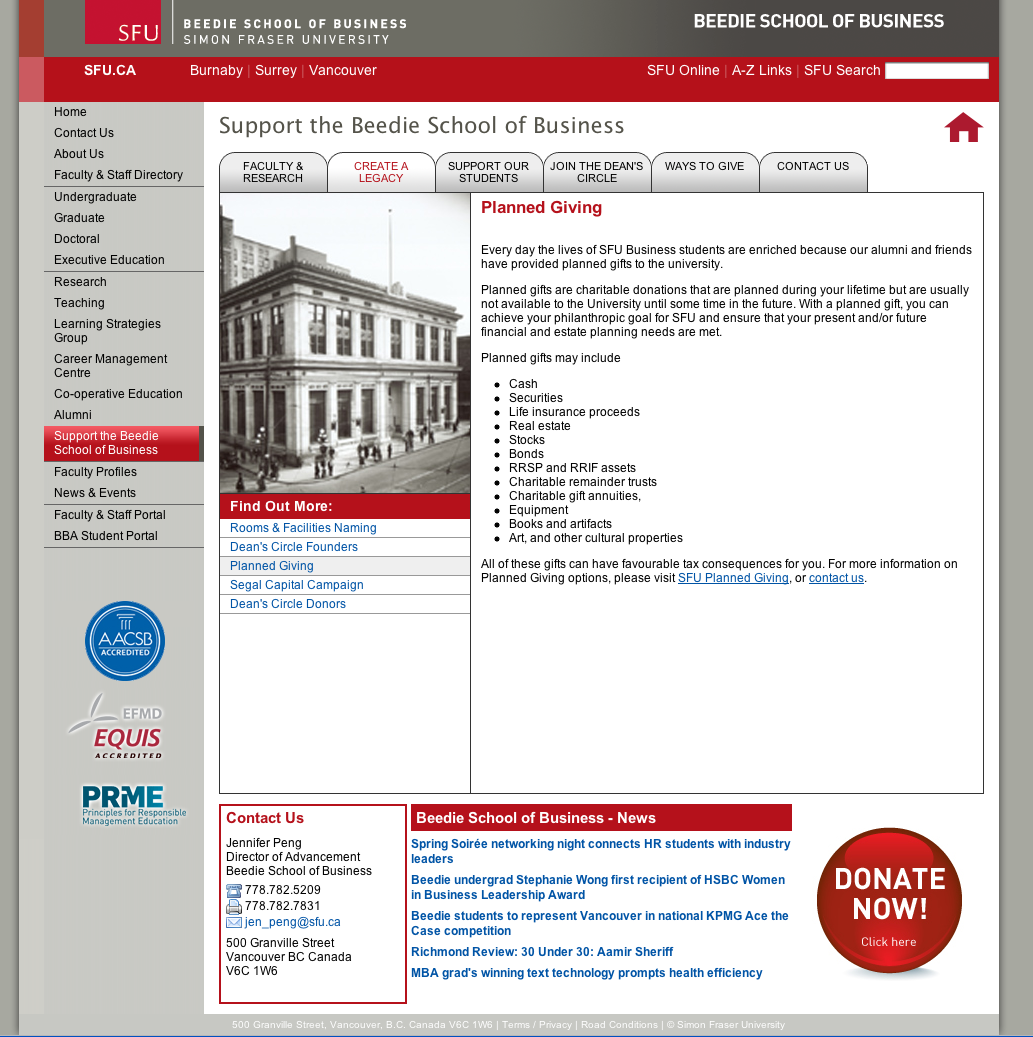 SFU
BEEDIE SCHOOL OF BUSINESS
SIMON FRASER UNIVERSITY
BEEDIE SCHOOL OF BUSINESS
SFU.CA
Burnaby | Surrey | Vancouver
SFU Online | A-Z Links | SFU Search
Home
Contact Us
About Us
Faculty & Staff Directory
Undergraduate
Graduate
Doctoral
Executive Education
Research
Teaching
Learning Strategies
Group
Career Management
Centre
Co-operative Education
Alumni
Support the Beedie
School of Business
Faculty Profiles
News & Events
Faculty & Staff Portal
BBA Student Portal
AACSB
ACCREDITED
EFMD
EQUIS
ACCREDITED
PRME
Principles for Responsible
Management Education
Support the Beedie School of Business
FACULTY &
RESEARCH
CREATE A
LEGACY
SUPPORT OUR
STUDENTS
JOIN THE DEAN'S
CIRCLE
WAYS TO GIVE
CONTACT US
Find Out More:
Rooms & Facilities Naming
Dean's Circle Founders
Planned Giving
Segal Capital Campaign
Dean's Circle Donors
Planned Giving
Every day the lives of SFU Business students are enriched because our alumni and friends
have provided planned gifts to the university.
Planned gifts are charitable donations that are planned during your lifetime but are usually
not available to the University until some time in the future. With a planned gift, you can
achieve your philanthropic goal for SFU and ensure that your present and/or future
financial and estate planning needs are met.
Planned gifts may include
• Cash
• Securities
• Life insurance proceeds
• Real estate
• Stocks
• Bonds
• RRSP and RRIF assets
• Charitable remainder trusts
• Charitable gift annuities,
• Equipment
• Books and artifacts
• Art, and other cultural properties
All of these gifts can have favourable tax consequences for you. For more information on
Planned Giving options, please visit SFU Planned Giving, or contact us.
Contact Us
Jennifer Peng
Director of Advancement
Beedie School of Business
778.782.5209
778.782.7831
jen_peng@sfu.ca
500 Granville Street
Vancouver BC Canada
V6C 1W6
Beedie School of Business - News
Spring Soirée networking night connects HR students with industry
leaders
Beedie undergrad Stephanie Wong first recipient of HSBC Women
in Business Leadership Award
Beedie students to represent Vancouver in national KPMG Ace the
Case competition
Richmond Review: 30 Under 30: Aamir Sheriff
MBA grad's winning text technology prompts health efficiency
DONATE
NOW!
Click here
500 Granville Street, Vancouver, B.C. Canada V6C 1W6 | Terms / Privacy | Road Conditions | © Simon Fraser University